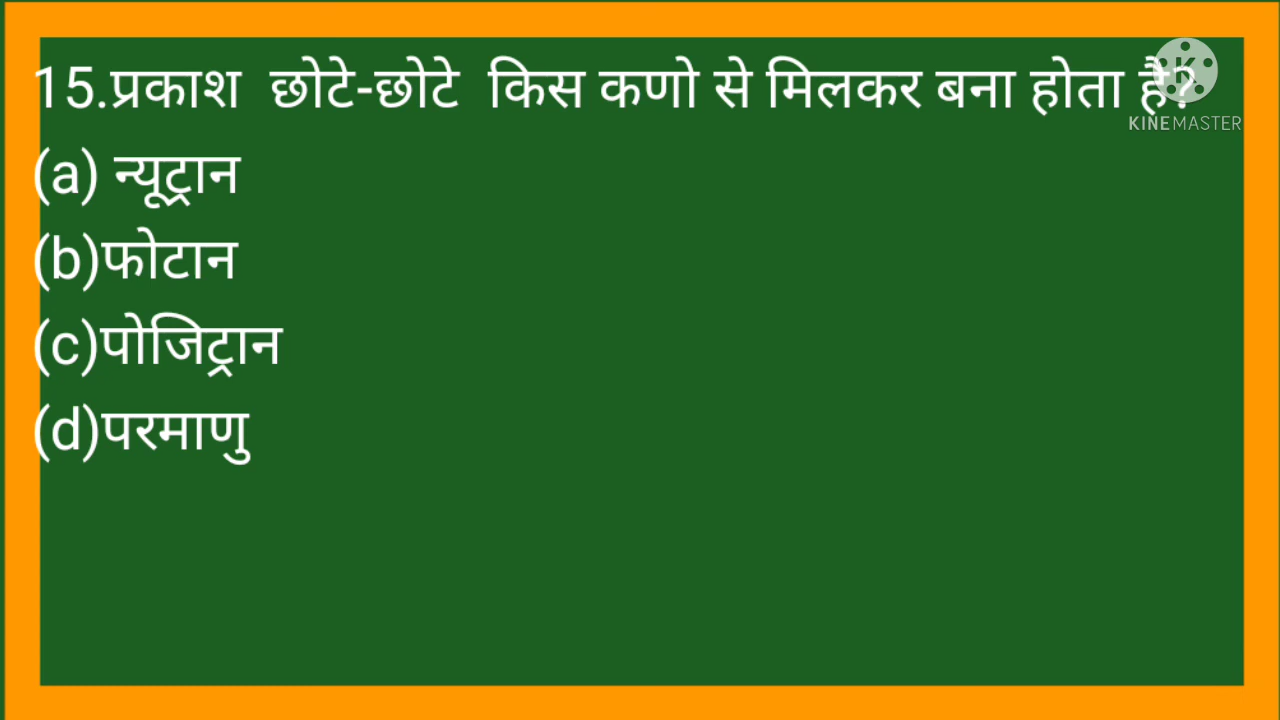 15.प्रकाश छोटे-छोटे किस कणो से मिलकर बना होता है?
KINEMASTER
(a) न्यूट्रान
(b)फोटान
(c)पोजिट्रान
(d)परमाणु